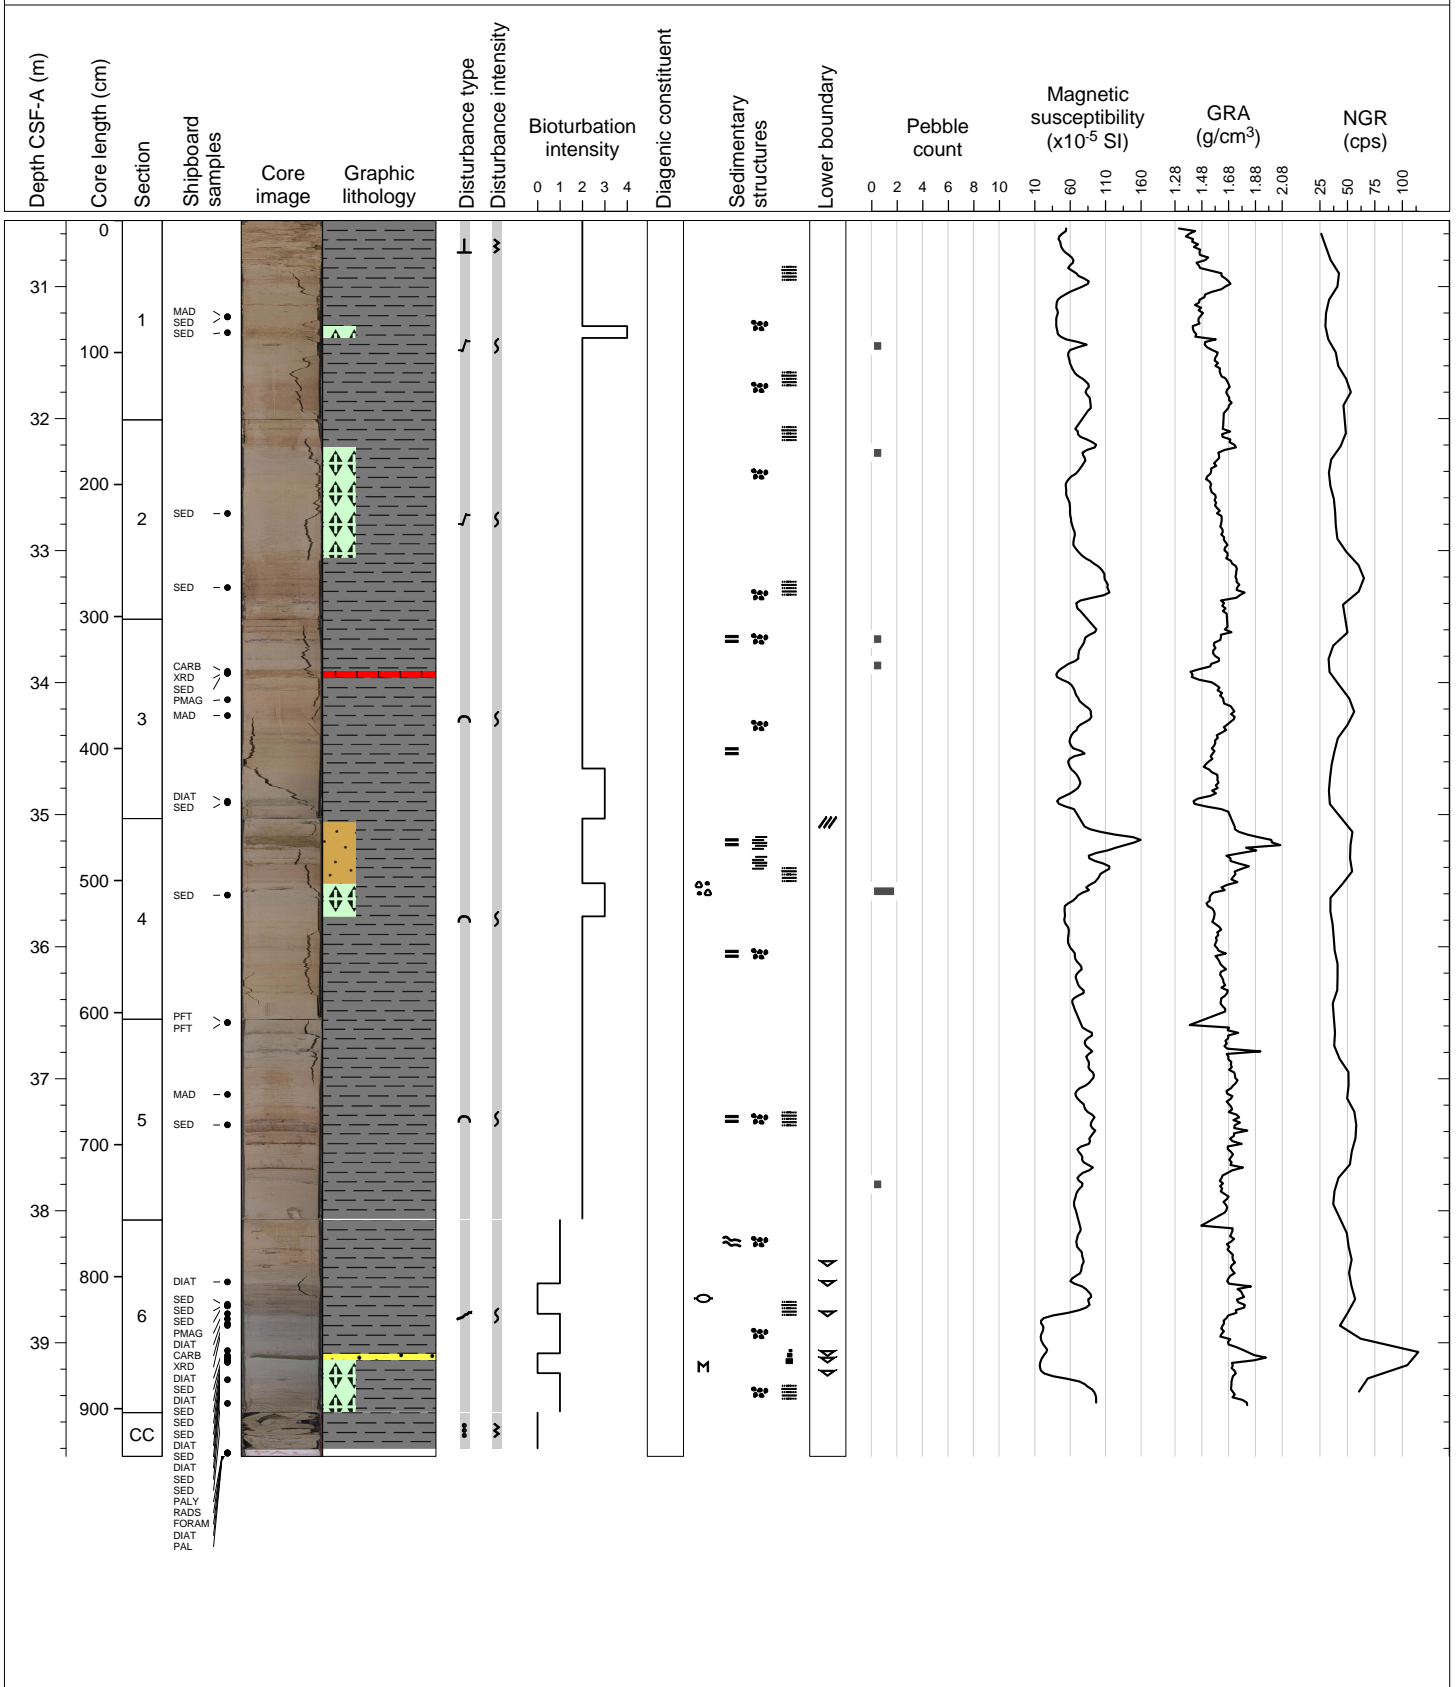 Depth CSF-A (m)
Core length (cm)
Section
Shipboard
samples
Core
image
Graphic
lithology
Disturbance type
Disturbance intensity
Bioturbation
intensity
0 1 2 3 4
Diagenic constituent
Sedimentary
structures
Lower boundary
Pebble
count
0 2 4 6 8 10
Magnetic
susceptibility
(x10-5 SI)
10 60 110 160
GRA
(g/cm3)
1.28 1.48 1.68 1.88 2.08
NGR
(cps)
25 50 75 100
31
32
33
34
35
36
37
38
39
0
100
200
300
400
500
600
700
800
900
1
2
3
4
5
6
CC
MAD
SED
SED
SED
SED
CARB
XRD
SED
PMAG
MAD
DIAT
SED
SED
PFT
PFT
MAD
SED
DIAT
SED
SED
SED
PMAG
DIAT
CARB
XRD
DIAT
SED
DIAT
SED
SED
SED
DIAT
SED
DIAT
SED
SED
PALY
RADS
FORAM
DIAT
PAL
M